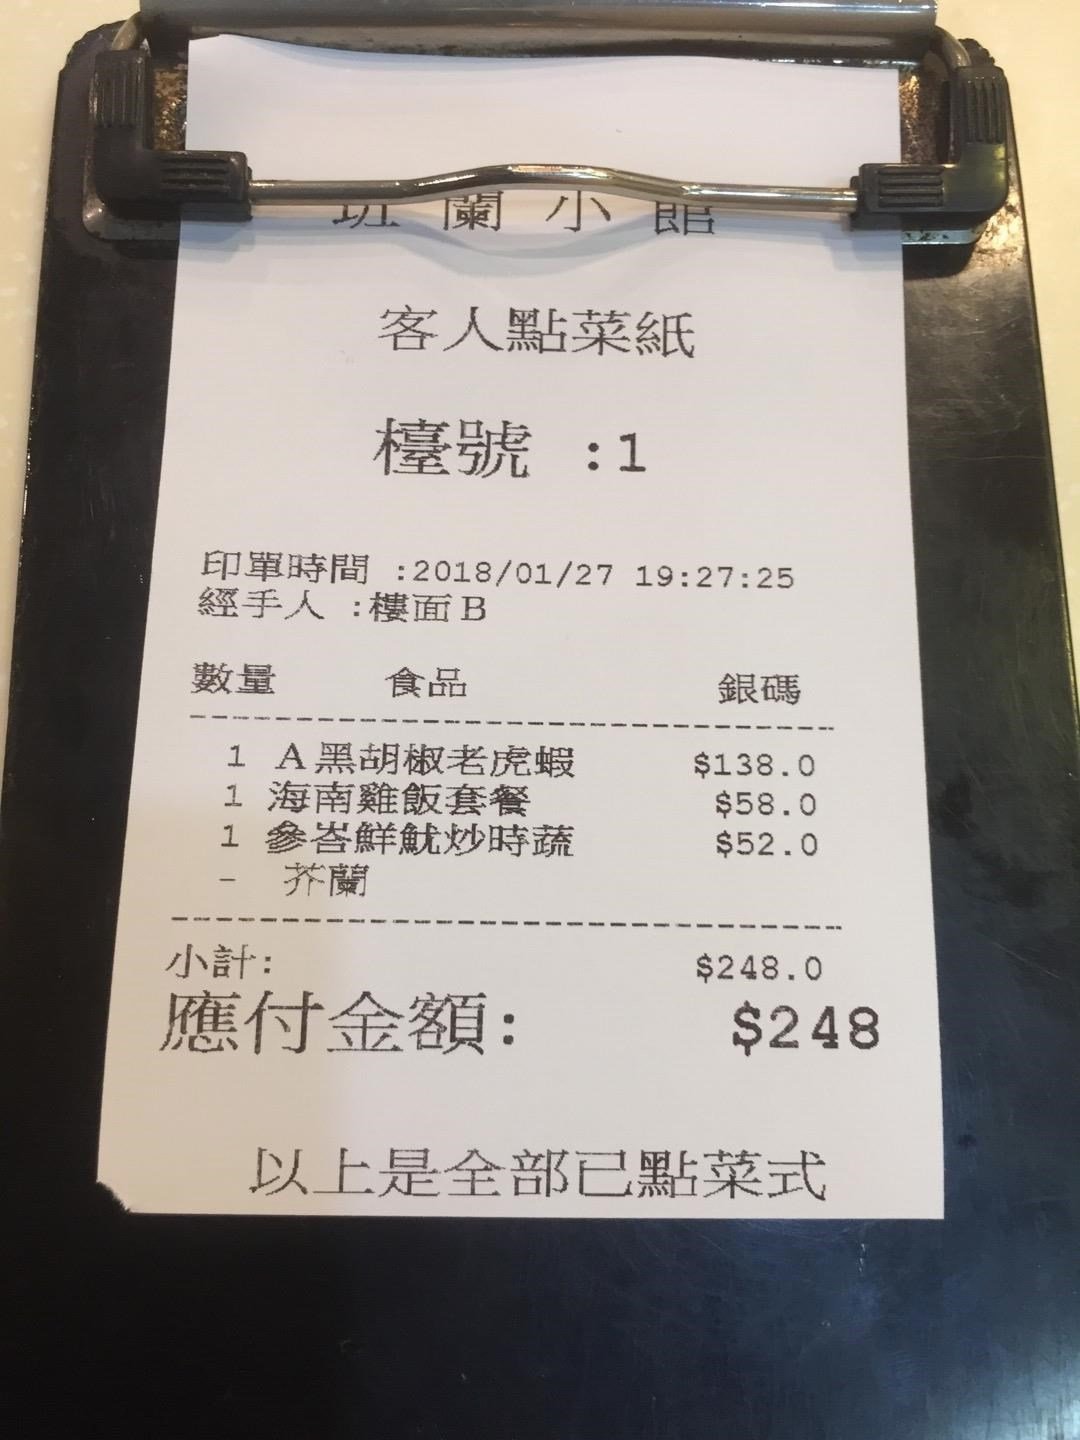 班蘭小館
客人點菜紙
檯號 :1
印單時間 :2018/01/27 19:27:25
經手人 :樓面B
數量 食品 銀碼
1 A黑胡椒老虎蝦 $138.0
1 海南雞飯套餐 $58.0
1 參峇鮮魷炒時蔬 $52.0
- 芥蘭
小計: $248.0
應付金額: $248
以上是全部已點菜式